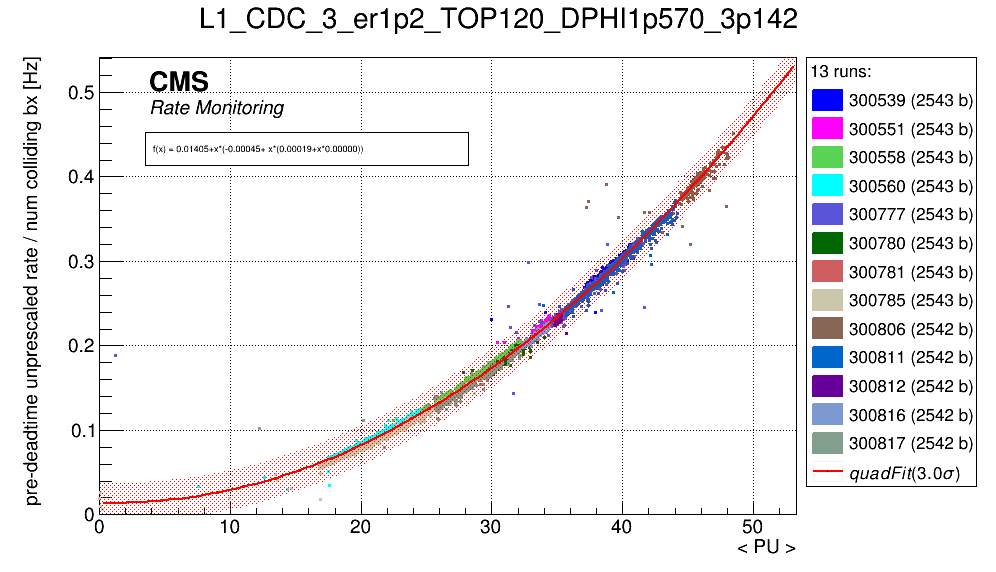 L1_CDC_3_er1p2_TOP120_DPHI1p570_3p142
pre-deadtime unprescaled rate / num colliding bx [Hz]
CMS
Rate Monitoring
f(x) = 0.01405+x*(-0.00045+ x*(0.00019+x*0.00000))
0.5
0.4
0.3
0.2
0.1
0
0 10 20 30 40 50
< PU >
13 runs:
300539 (2543 b)
300551 (2543 b)
300558 (2543 b)
300560 (2543 b)
300777 (2543 b)
300780 (2543 b)
300781 (2543 b)
300785 (2543 b)
300806 (2542 b)
300811 (2542 b)
300812 (2542 b)
300816 (2542 b)
300817 (2542 b)
quadFit(3.0σ)